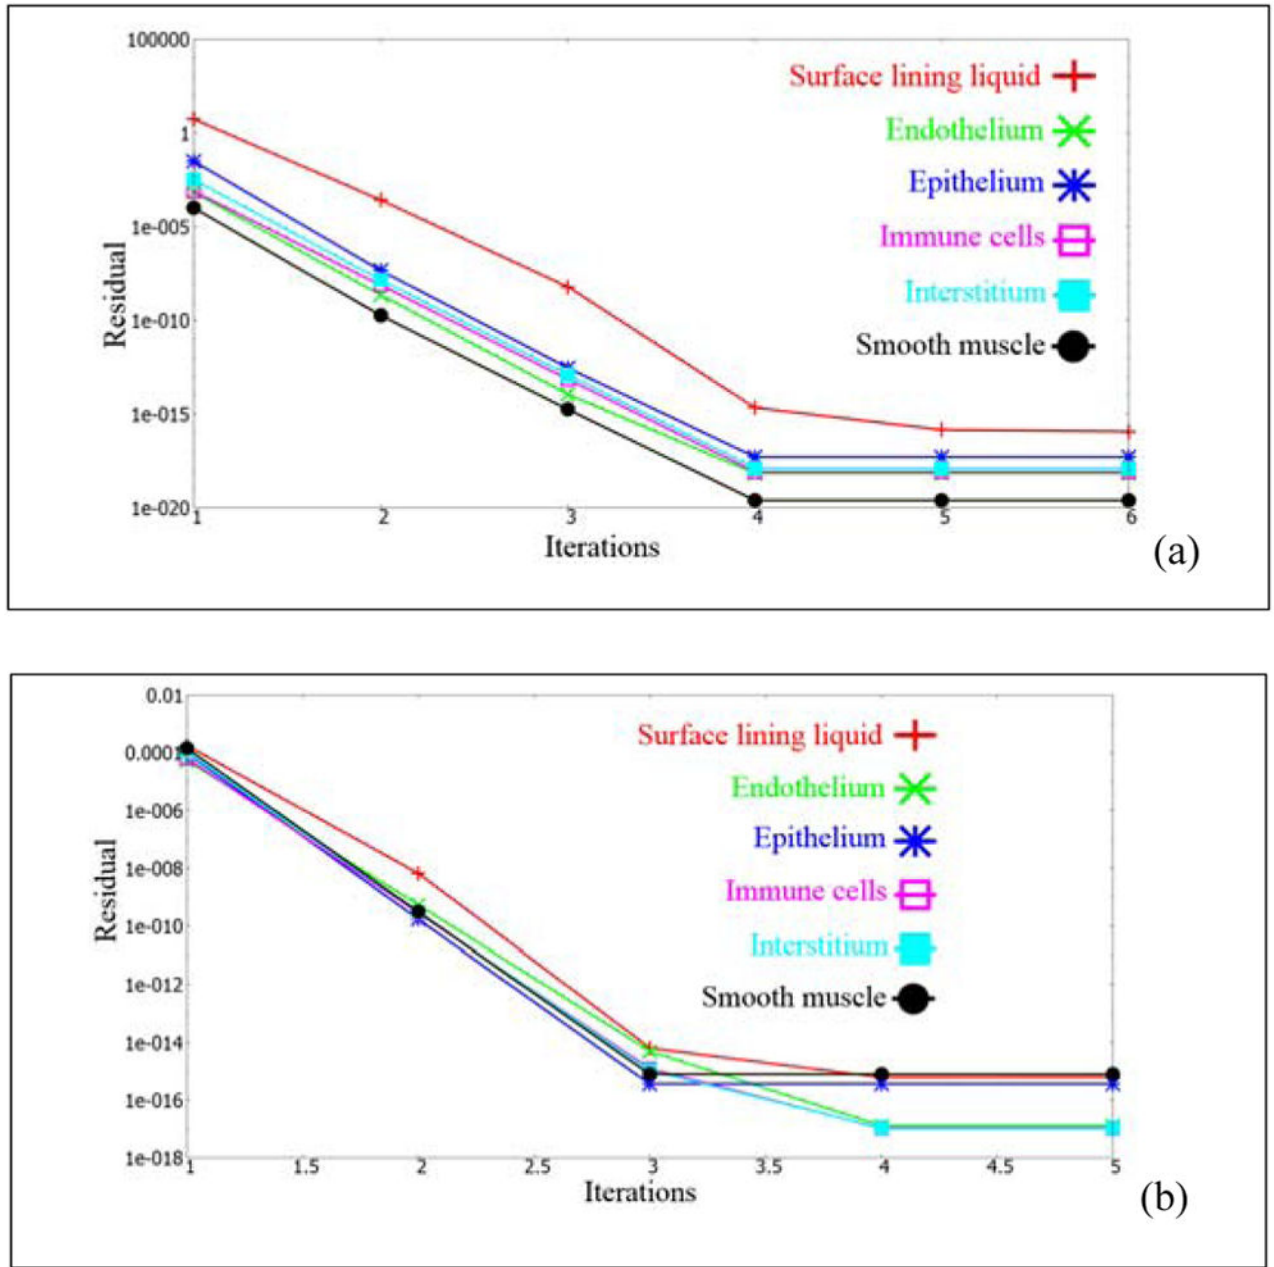 100000
Surface lining liquid
1
Endothelium
Epithelium
1e-005
Immune cells
Residual
Interstitium
1e-010
Smooth muscle
1e-015
1e-020
1 2 3 4 5 6
Iterations
(a)
0.01
Surface lining liquid
0.0001
Endothelium
1e-006
Epithelium
1e-008
Immune cells
Residual
1e-010
Interstitium
1e-012
Smooth muscle
1e-014
1e-016
1e-018
1 1.5 2 2.5 3 3.5 4 4.5 5
Iterations
(b)